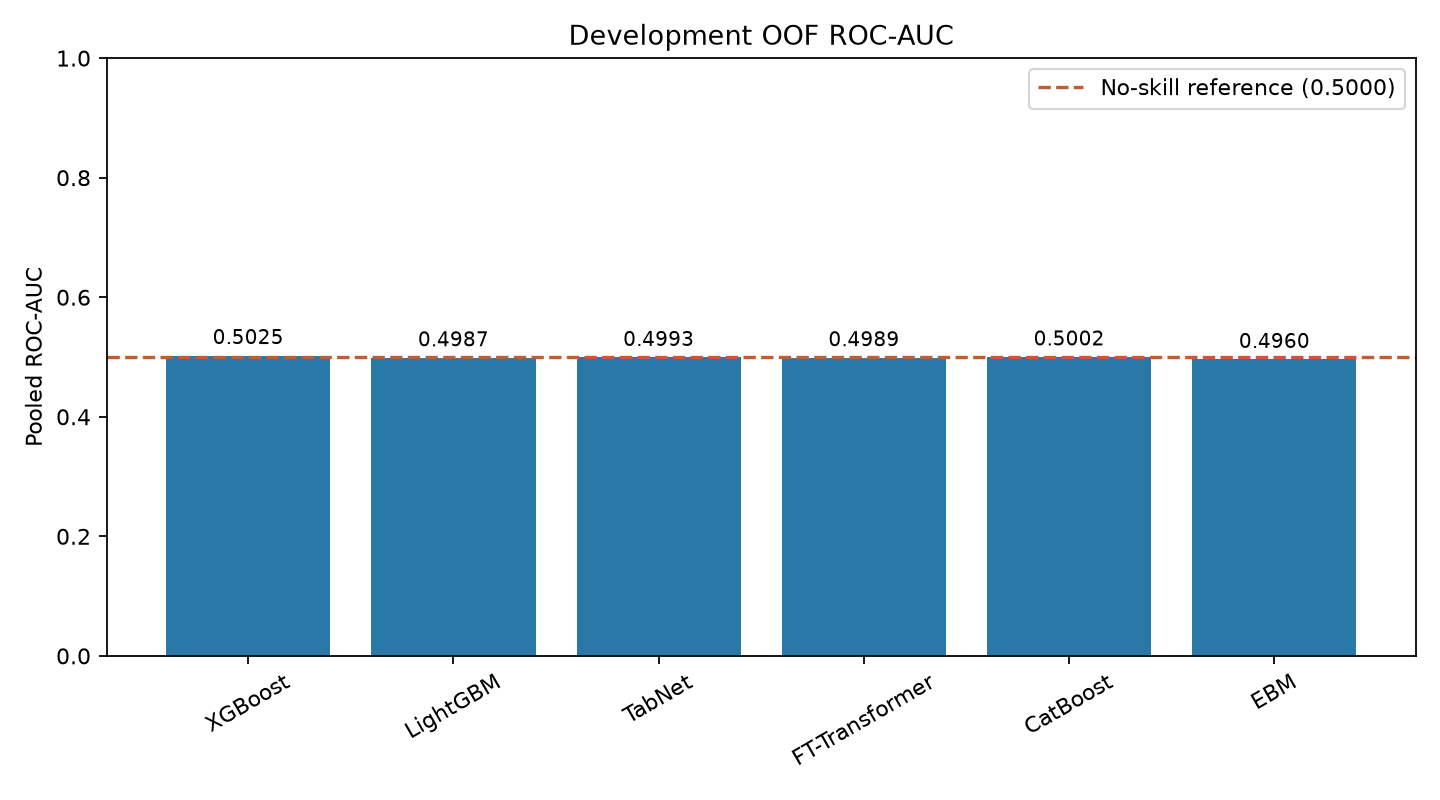 Development OOF ROC-AUC
No-skill reference (0.5000)
Pooled ROC-AUC
1.0
0.8
0.6
0.4
0.2
0.0
0.5025
0.4987
0.4993
0.4989
0.5002
0.4960
XGBoost
LightGBM
TabNet
FT-Transformer
CatBoost
EBM